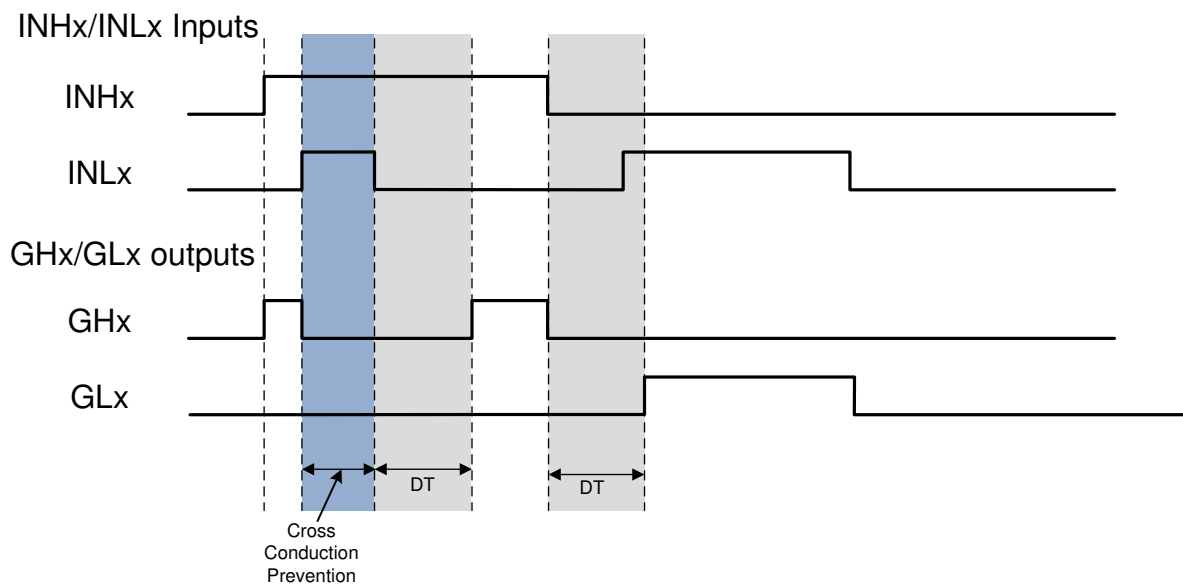 INHx/INLx Inputs
INHx
INLx
GHx/GLx outputs
GHx
GLx
DT
DT
Cross
Conduction
Prevention